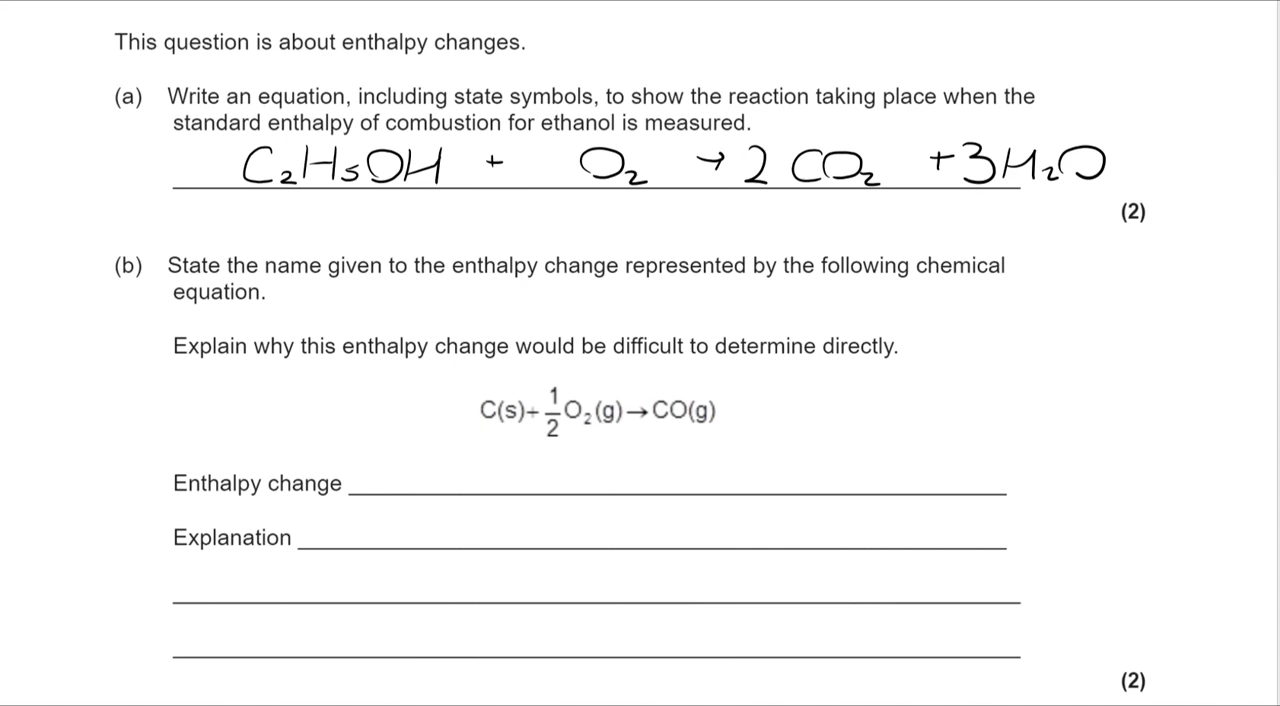 This question is about enthalpy changes.
(a) Write an equation, including state symbols, to show the reaction taking place when the
standard enthalpy of combustion for ethanol is measured.
C₂H₅OH + O₂ → 2 CO₂ + 3H₂O
(2)
(b) State the name given to the enthalpy change represented by the following chemical
equation.
Explain why this enthalpy change would be difficult to determine directly.
C(s)+ 1/2 O₂(g)→CO(g)
Enthalpy change
Explanation
(2)